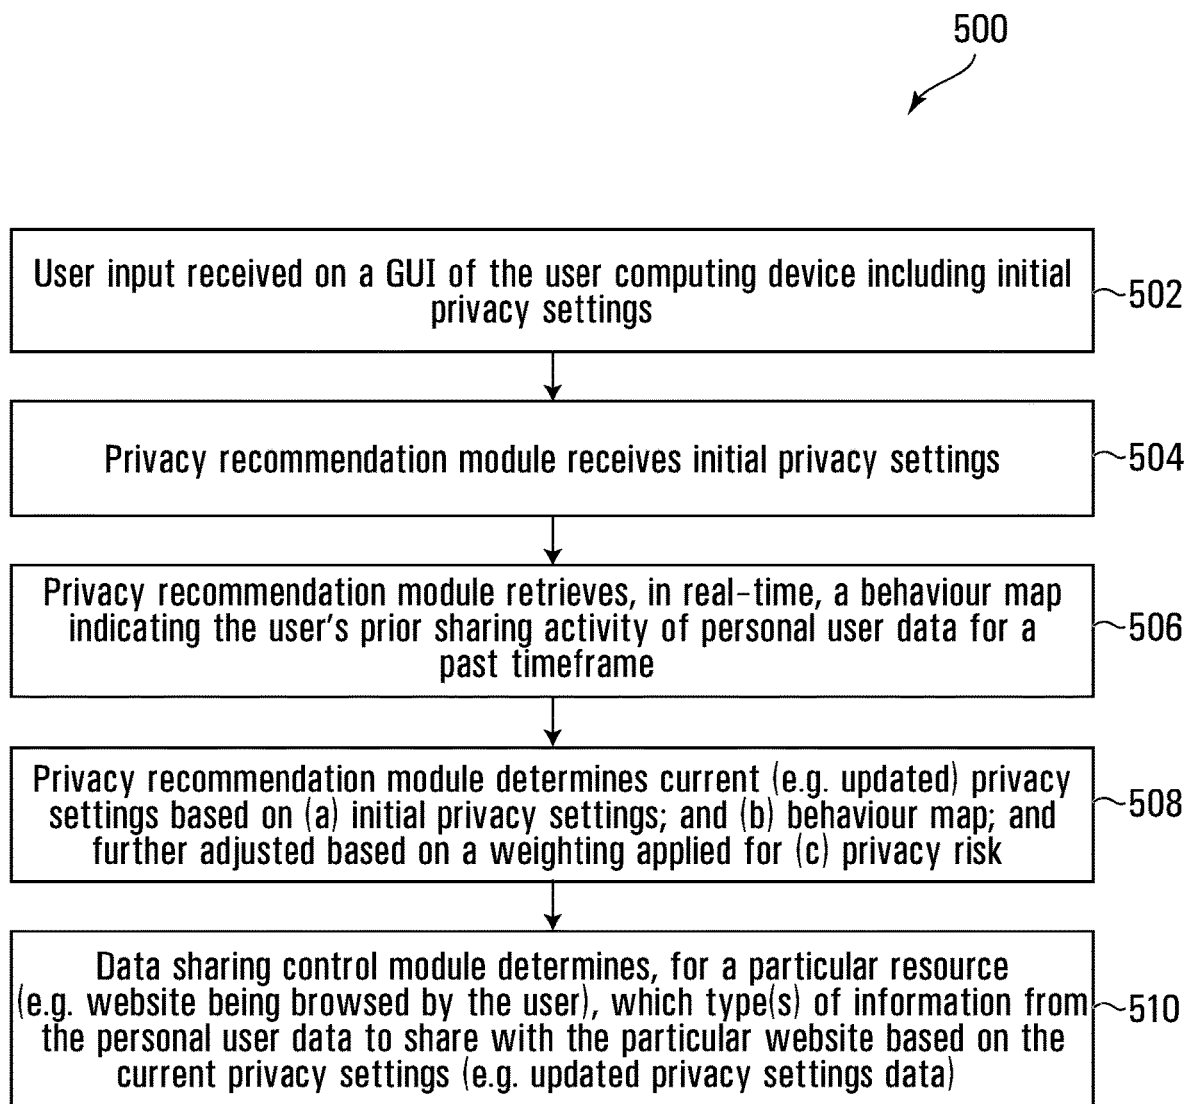 500
User input received on a GUI of the user computing device including initial
privacy settings
502
Privacy recommendation module receives initial privacy settings
504
Privacy recommendation module retrieves, in real-time, a behaviour map
indicating the user's prior sharing activity of personal user data for a
past timeframe
506
Privacy recommendation module determines current (e.g. updated) privacy
settings based on (a) initial privacy settings; and (b) behaviour map; and
further adjusted based on a weighting applied for (c) privacy risk
508
Data sharing control module determines, for a particular resource
(e.g. website being browsed by the user), which type(s) of information from
the personal user data to share with the particular website based on the
current privacy settings (e.g. updated privacy settings data)
510